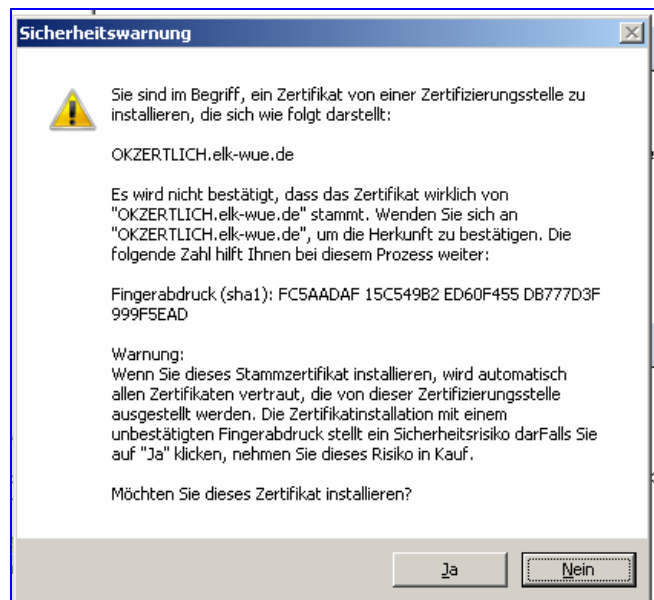 Sicherheitswarnung
Sie sind im Begriff, ein Zertifikat von einer Zertifizierungsstelle zu
installieren, die sich wie folgt darstellt:
OKZERTLICH.elk-wue.de
Es wird nicht bestätigt, dass das Zertifikat wirklich von
"OKZERTLICH.elk-wue.de" stammt. Wenden Sie sich an
"OKZERTLICH.elk-wue.de", um die Herkunft zu bestätigen. Die
folgende Zahl hilft Ihnen bei diesem Prozess weiter:
Fingerabdruck (sha1): FC5AADAF 15C549B2 ED60F455 DB777D3F
999F5EAD
Warnung:
Wenn Sie dieses Stammzertifikat installieren, wird automatisch
allen Zertifikaten vertraut, die von dieser Zertifizierungsstelle
ausgestellt werden. Die Zertifikatinstallation mit einem
unbestätigten Fingerabdruck stellt ein Sicherheitsrisiko darFalls Sie
auf "Ja" klicken, nehmen Sie dieses Risiko in Kauf.
Möchten Sie dieses Zertifikat installieren?
Ja Nein